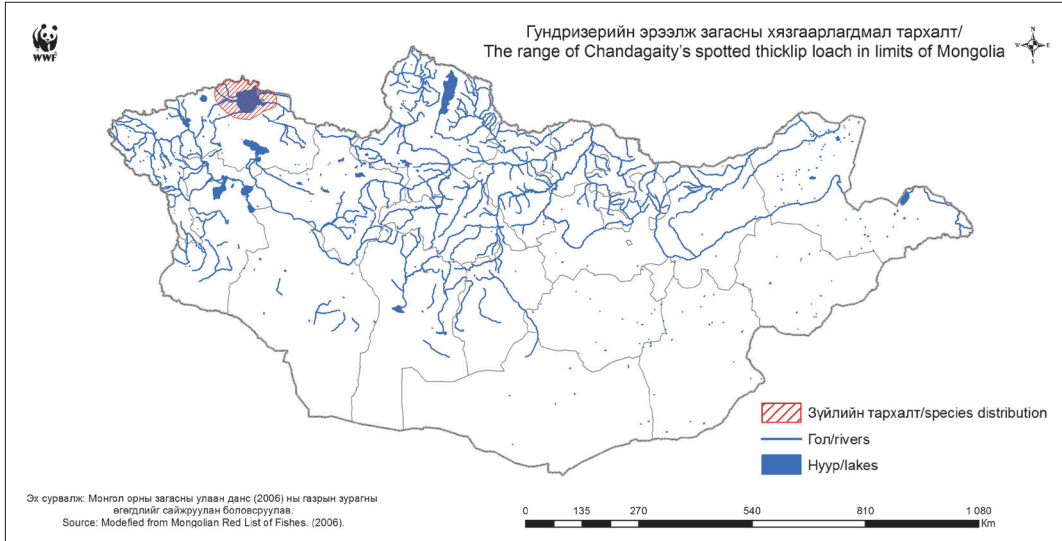 WWF
Гундризерийн эрээлж загасны хязгаарлагдмал тархалт/
The range of Chandagaity's spotted thicklip loach in limits of Mongolia
N
W E
S
Зүйлийн тархалт/species distribution
Гол/rivers
Нуур/lakes
Эх сурвалж: Монгол орны загасны улаан данс (2006) ны газрын зурагны
өгөгдлийг сайжруулан боловсруулав.
Source: Modefied from Mongolian Red List of Fishes. (2006).
0 135 270 540 810 1 080
Km